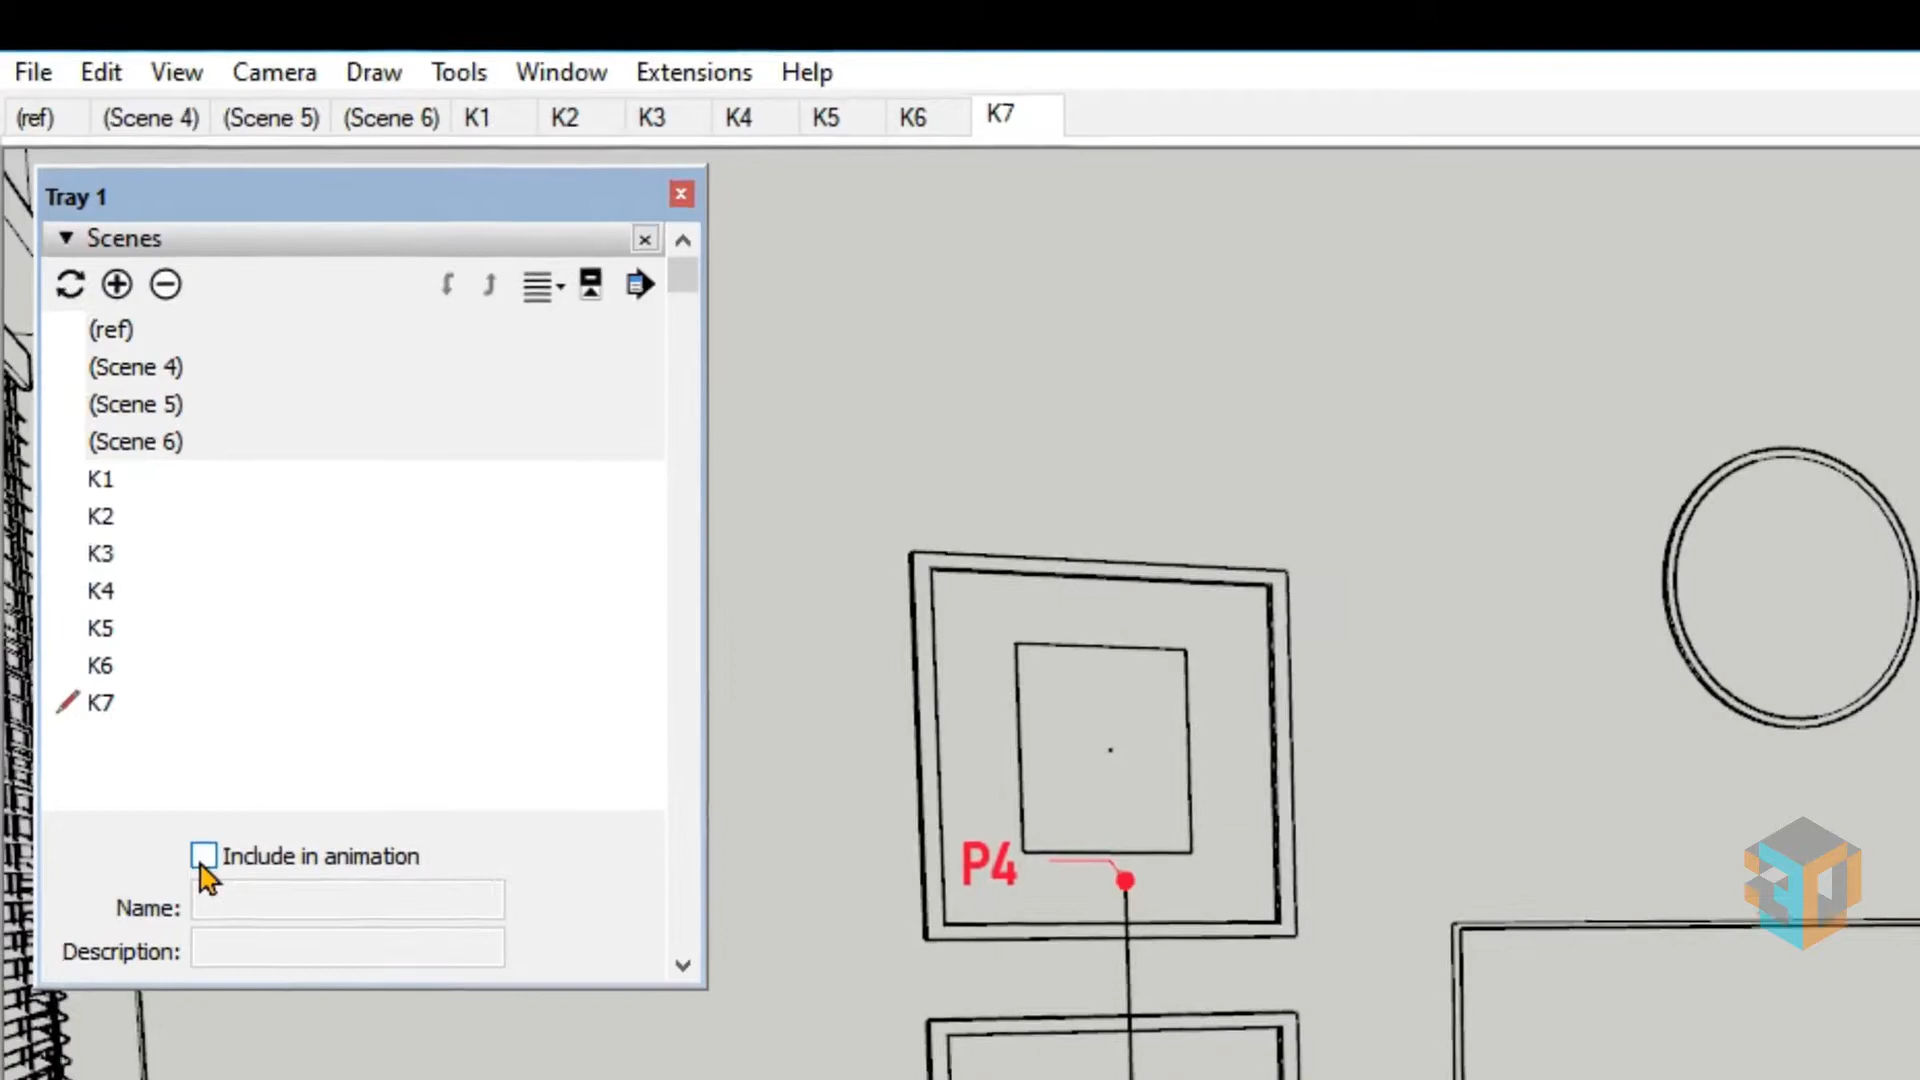 File Edit View Camera Draw Tools Window Extensions Help
(ref) (Scene 4) (Scene 5) (Scene 6) K1 K2 K3 K4 K5 K6 K7
Tray 1
Scenes
(ref)
(Scene 4)
(Scene 5)
(Scene 6)
K1
K2
K3
K4
K5
K6
K7
Include in animation
Name:
Description:
P4